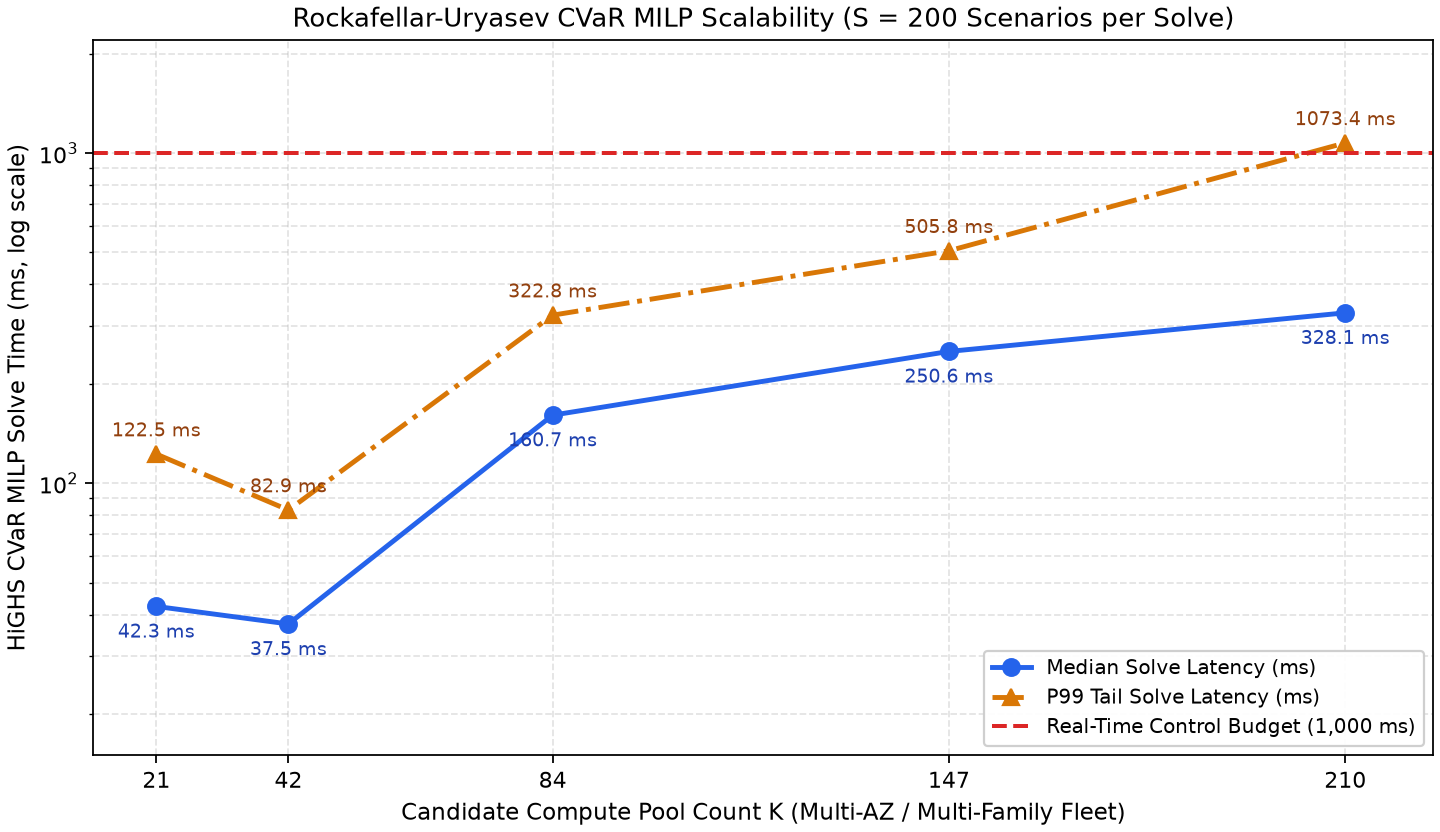 Rockafellar-Uryasev CVaR MILP Scalability (S = 200 Scenarios per Solve)
HiGHS CVaR MILP Solve Time (ms, log scale)
10³
10²
1073.4 ms
505.8 ms
322.8 ms
328.1 ms
250.6 ms
122.5 ms
160.7 ms
82.9 ms
42.3 ms
37.5 ms
Median Solve Latency (ms)
P99 Tail Solve Latency (ms)
Real-Time Control Budget (1,000 ms)
21 42 84 147 210
Candidate Compute Pool Count K (Multi-AZ / Multi-Family Fleet)